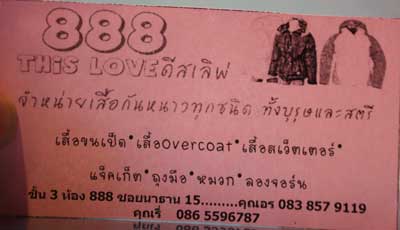 888
THIS LOVEดีสเลิฟ
จำหน่ายเสื้อกันหนาวทุกชนิด ทั้งบุรุษและสตรี
เสื้อขนเป็ด*เสื้อOvercoat*เสื้อสเว็ตเตอร์*
แจ็คเก็ต*ถุงมือ*หมวก*ลองจอร์น
ชั้น 3 ห้อง 888 ซอยนาธาน 15.........คุณเอร 083 857 9119
คุณเรี่ 086 5596787